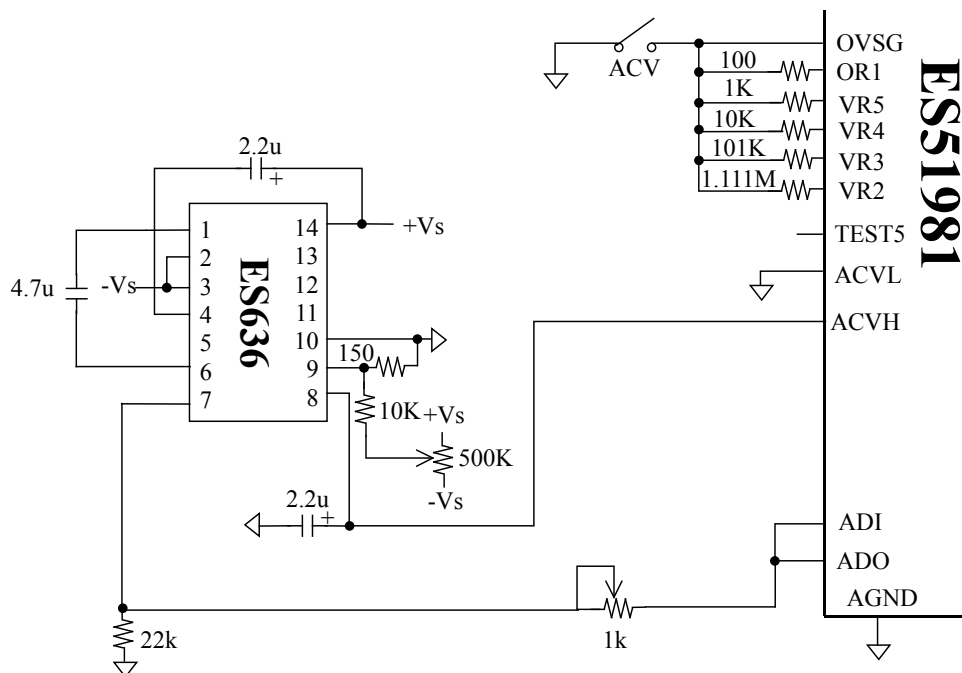 OVSG
ACV
100
OR1
1K
VR5
10K
VR4
101K
VR3
1.111M
VR2
TEST5
ACVL
ACVH
ADI
ADO
AGND
ES51981
2.2u
+
+Vs
4.7u
-Vs
1
2
3
4
5
6
7
ES636
14
13
12
11
10
9
8
150
10K
+Vs
500K
-Vs
2.2u
+
22k
1k